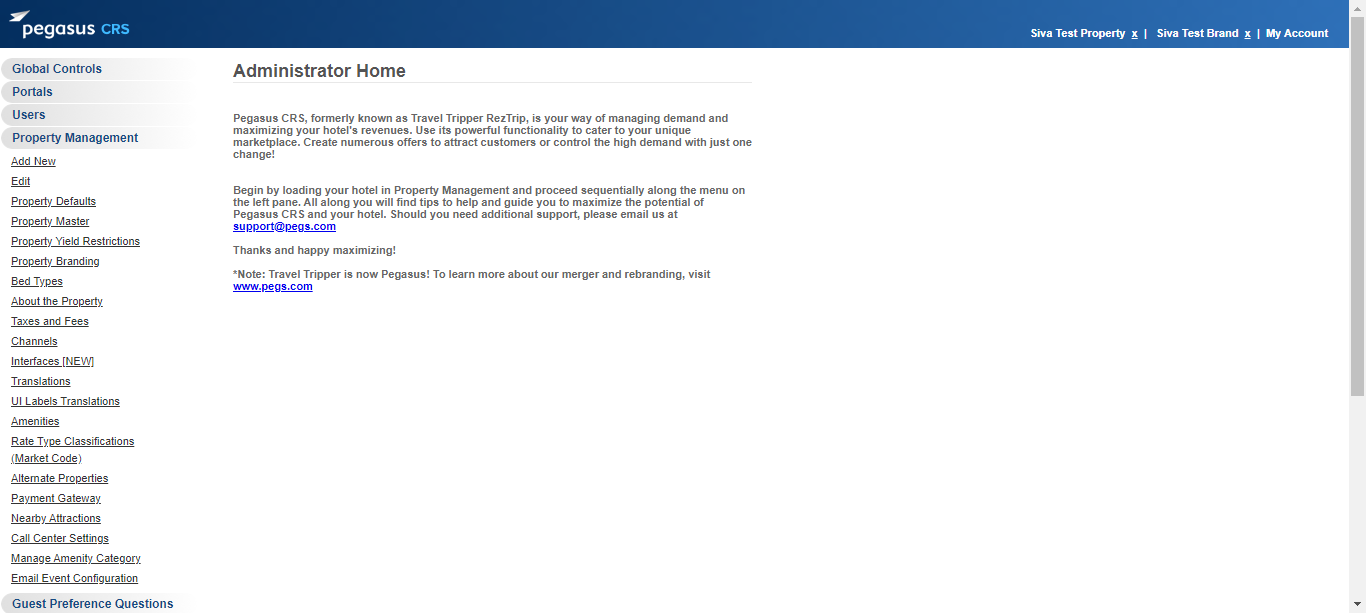 pegasus CRS
Siva Test Property x | Siva Test Brand x | My Account
Global Controls
Portals
Users
Property Management
Add New
Edit
Property Defaults
Property Master
Property Yield Restrictions
Property Branding
Bed Types
About the Property
Taxes and Fees
Channels
Interfaces [NEW]
Translations
UI Labels Translations
Amenities
Rate Type Classifications
(Market Code)
Alternate Properties
Payment Gateway
Nearby Attractions
Call Center Settings
Manage Amenity Category
Email Event Configuration
Guest Preference Questions
Administrator Home
Pegasus CRS, formerly known as Travel Tripper RezTrip, is your way of managing demand and
maximizing your hotel's revenues. Use its powerful functionality to cater to your unique
marketplace. Create numerous offers to attract customers or control the high demand with just one
change!
Begin by loading your hotel in Property Management and proceed sequentially along the menu on
the left pane. All along you will find tips to help and guide you to maximize the potential of
Pegasus CRS and your hotel. Should you need additional support, please email us at
support@pegs.com
Thanks and happy maximizing!
*Note: Travel Tripper is now Pegasus! To learn more about our merger and rebranding, visit
www.pegs.com